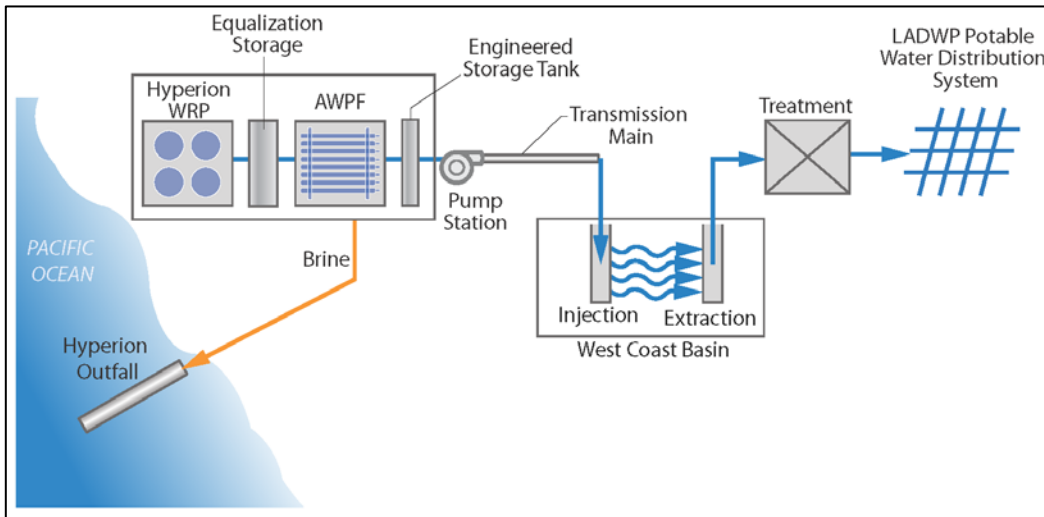 Equalization
Storage
Hyperion
WRP
AWPF
Engineered
Storage Tank
Transmission
Main
Pump
Station
Treatment
LADWP Potable
Water Distribution
System
PACIFIC
OCEAN
Brine
Hyperion
Outfall
Injection
Extraction
West Coast Basin